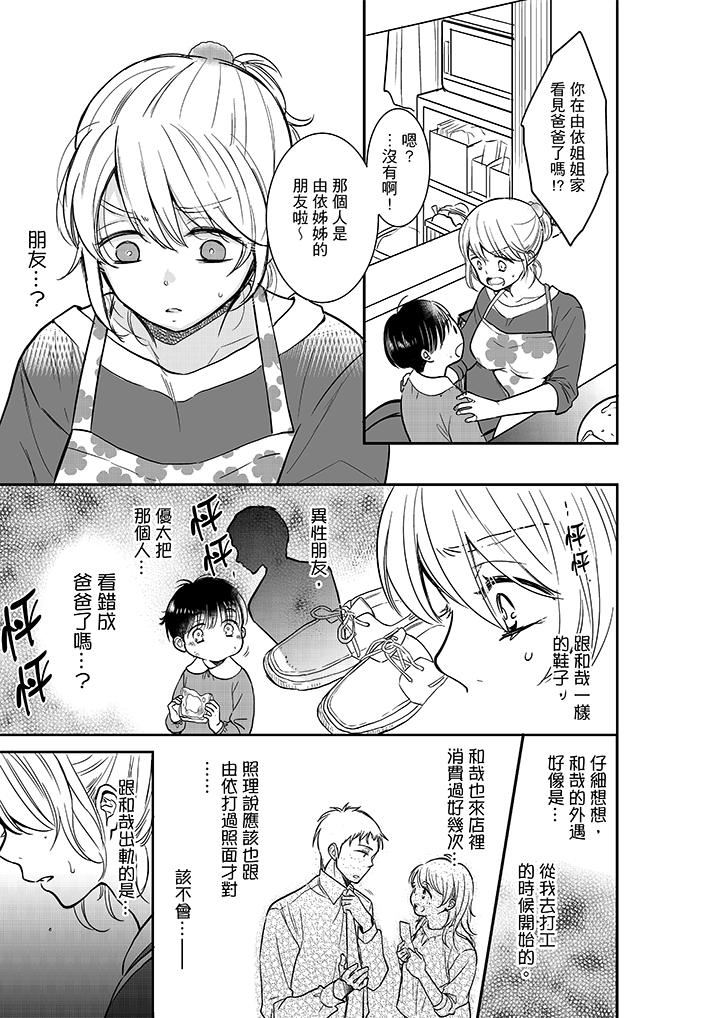 你在由依姐姐家
看見爸爸了嗎!?
嗯?
…沒有啊!
那個人是
由依姊姊的
朋友啦～
朋友…?
…怦
怦
跟和哉一樣
的鞋子，
異性朋友。
怦
怦
優太把
那個人…
看錯成
爸爸了嗎…?
怦
怦
仔細想想，
和哉的外遇
好像是…
從我去打工
的時候開始的。
和哉也來店裡
消費過好幾次…
照理說應該也跟
由依打過照面才對
……
該不會…——
跟和哉出軌的是…